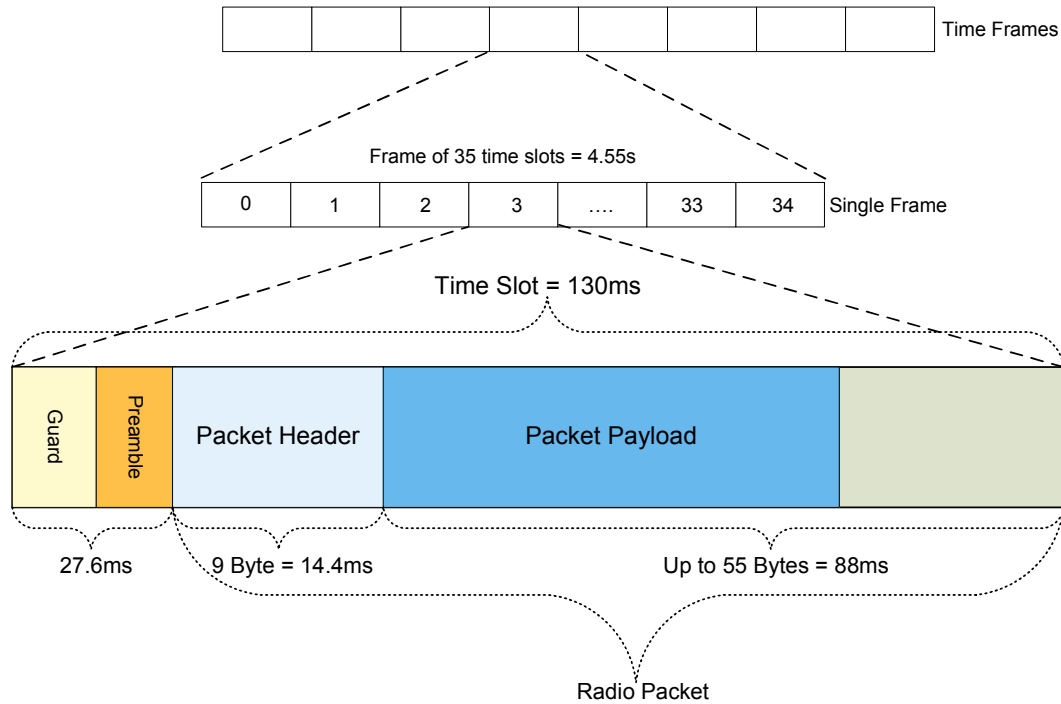 Time Frames
Frame of 35 time slots = 4.55s
0 1 2 3 .... 33 34 Single Frame
Time Slot = 130ms
Guard
Preamble
Packet Header
Packet Payload
27.6ms
9 Byte = 14.4ms
Up to 55 Bytes = 88ms
Radio Packet